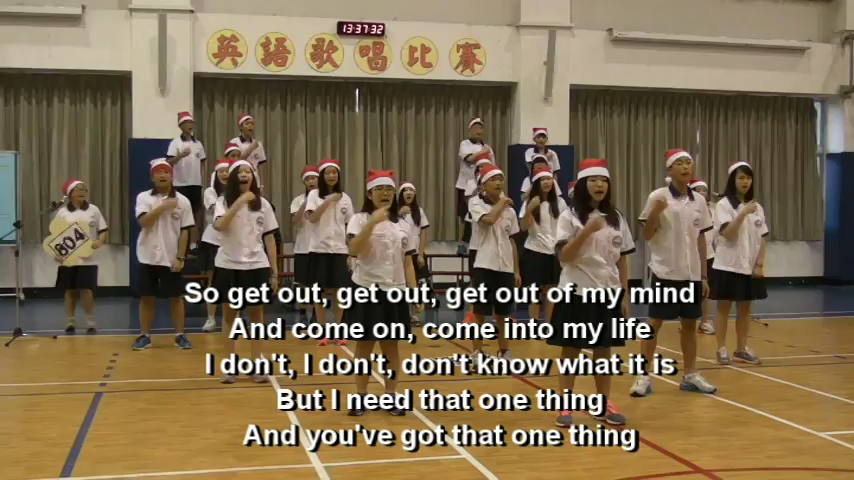 13:37:32
英語歌唱比賽
804
So get out, get out, get out of my mind
And come on, come into my life
I don't, I don't, don't know what it is
But I need that one thing
And you've got that one thing